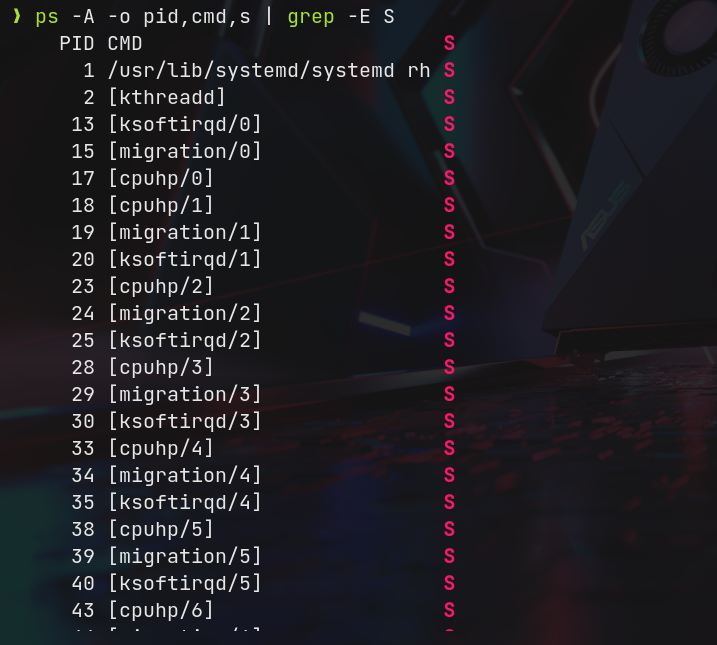 ❯ ps -A -o pid,cmd,s | grep -E S
PID CMD S
1 /usr/lib/systemd/systemd rh S
2 [kthreadd] S
13 [ksoftirqd/0] S
15 [migration/0] S
17 [cpuhp/0] S
18 [cpuhp/1] S
19 [migration/1] S
20 [ksoftirqd/1] S
23 [cpuhp/2] S
24 [migration/2] S
25 [ksoftirqd/2] S
28 [cpuhp/3] S
29 [migration/3] S
30 [ksoftirqd/3] S
33 [cpuhp/4] S
34 [migration/4] S
35 [ksoftirqd/4] S
38 [cpuhp/5] S
39 [migration/5] S
40 [ksoftirqd/5] S
43 [cpuhp/6] S
ASUS